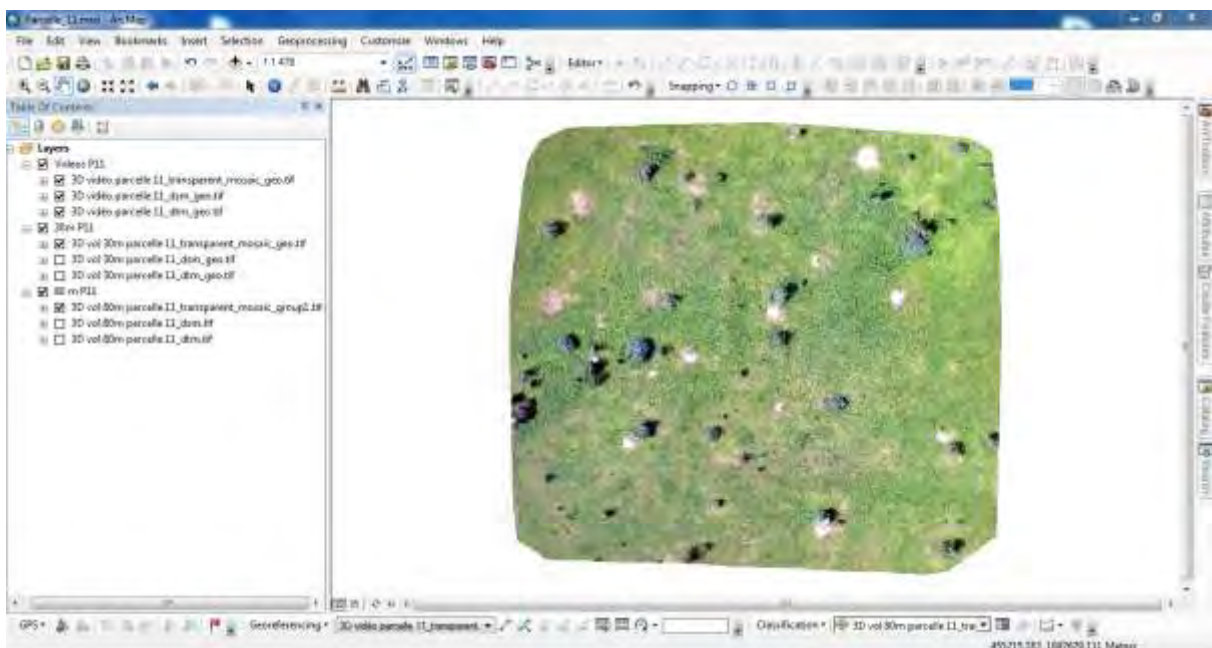 Parcelle_11.mxd - ArcMap
File Edit View Bookmarks Insert Selection Geoprocessing Customize Windows Help
Editor
Snapping
Table Of Contents
Layers
3D vidéo parcelle 11_transparent_mosaic_geo.tif
3D vidéo parcelle 11_dsm_geo.tif
3D vidéo parcelle 11_dtm_geo.tif
30m P11
3D vol 30m parcelle 11_transparent_mosaic_geo.tif
3D vol 30m parcelle 11_dsm_geo.tif
3D vol 30m parcelle 11_dtm_geo.tif
m P11
3D vol 80m parcelle 11_transparent_mosaic_group1.tif
3D vol 80m parcelle 11_dsm.tif
3D vol 80m parcelle 11_dtm.tif
Attributes
Create Features
Catalog
GPS Georeferencing 3D vidéo parcelle 11_transparent Classification 3D vol 80m parcelle 11_tra
Meters